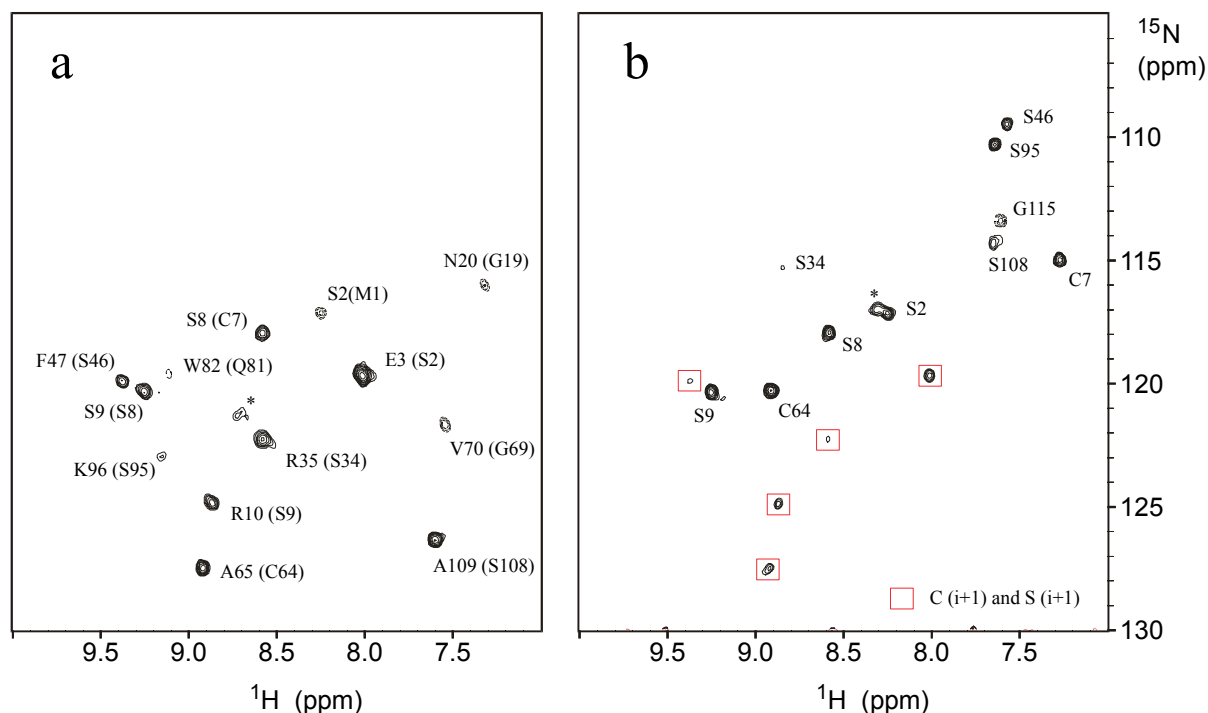 a
N20 (G19)
S2(M1)
S8 (C7)
F47 (S46)
W82 (Q81)
E3 (S2)
S9 (S8)
*
K96 (S95)
R35 (S34)
V70 (G69)
R10 (S9)
A65 (C64)
A109 (S108)
9.5 9.0 8.5 8.0 7.5
1H (ppm)
b
15N
(ppm)
S46
110
S95
G115
S34
S108
C7
115
*
S2
S8
120
S9
C64
125
C (i+1) and S (i+1)
130
9.5 9.0 8.5 8.0 7.5
1H (ppm)